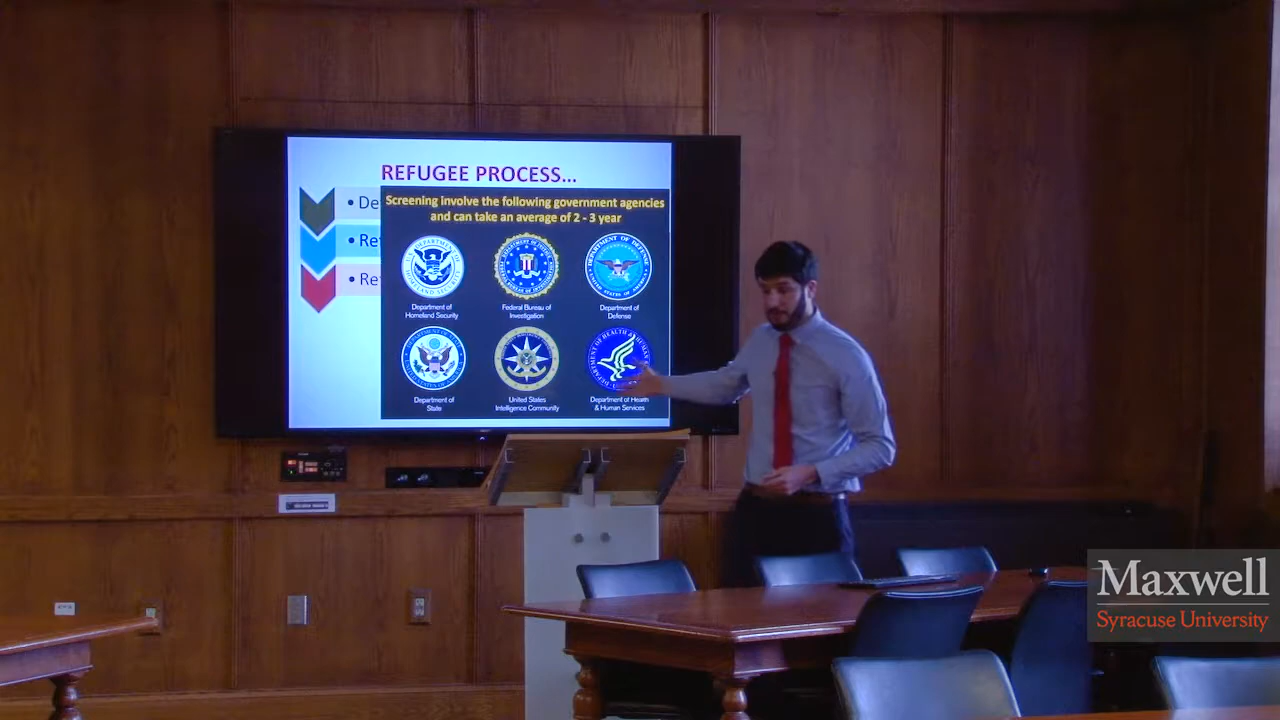 REFUGEE PROCESS...
Screening involve the following government agencies
and can take an average of 2 - 3 year
• De
• Re
• Re
Department of
Homeland Security
Federal Bureau of
Investigation
Department of
Defense
Department of
State
United States
Intelligence Community
Department of Health
& Human Services
Maxwell
Syracuse University